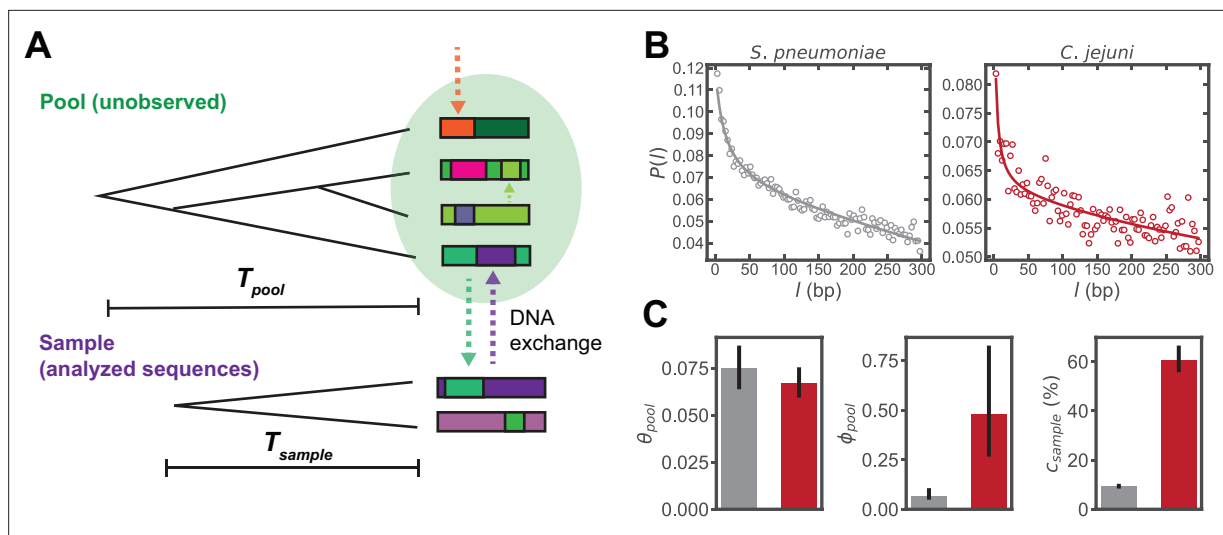 A
Pool (unobserved)
T_pool
Sample
(analyzed sequences)
DNA
exchange
T_sample
B
S. pneumoniae
C. jejuni
P(l)
0.12
0.11
0.10
0.09
0.08
0.07
0.06
0.05
0.04
0 50 100 150 200 250 300
l (bp)
0.080
0.075
0.070
0.065
0.060
0.055
0.050
0 50 100 150 200 250 300
l (bp)
C
θ_pool
0.075
0.050
0.025
0.000
ϕ_pool
0.75
0.50
0.25
0.00
c_sample (%)
60
40
20
0